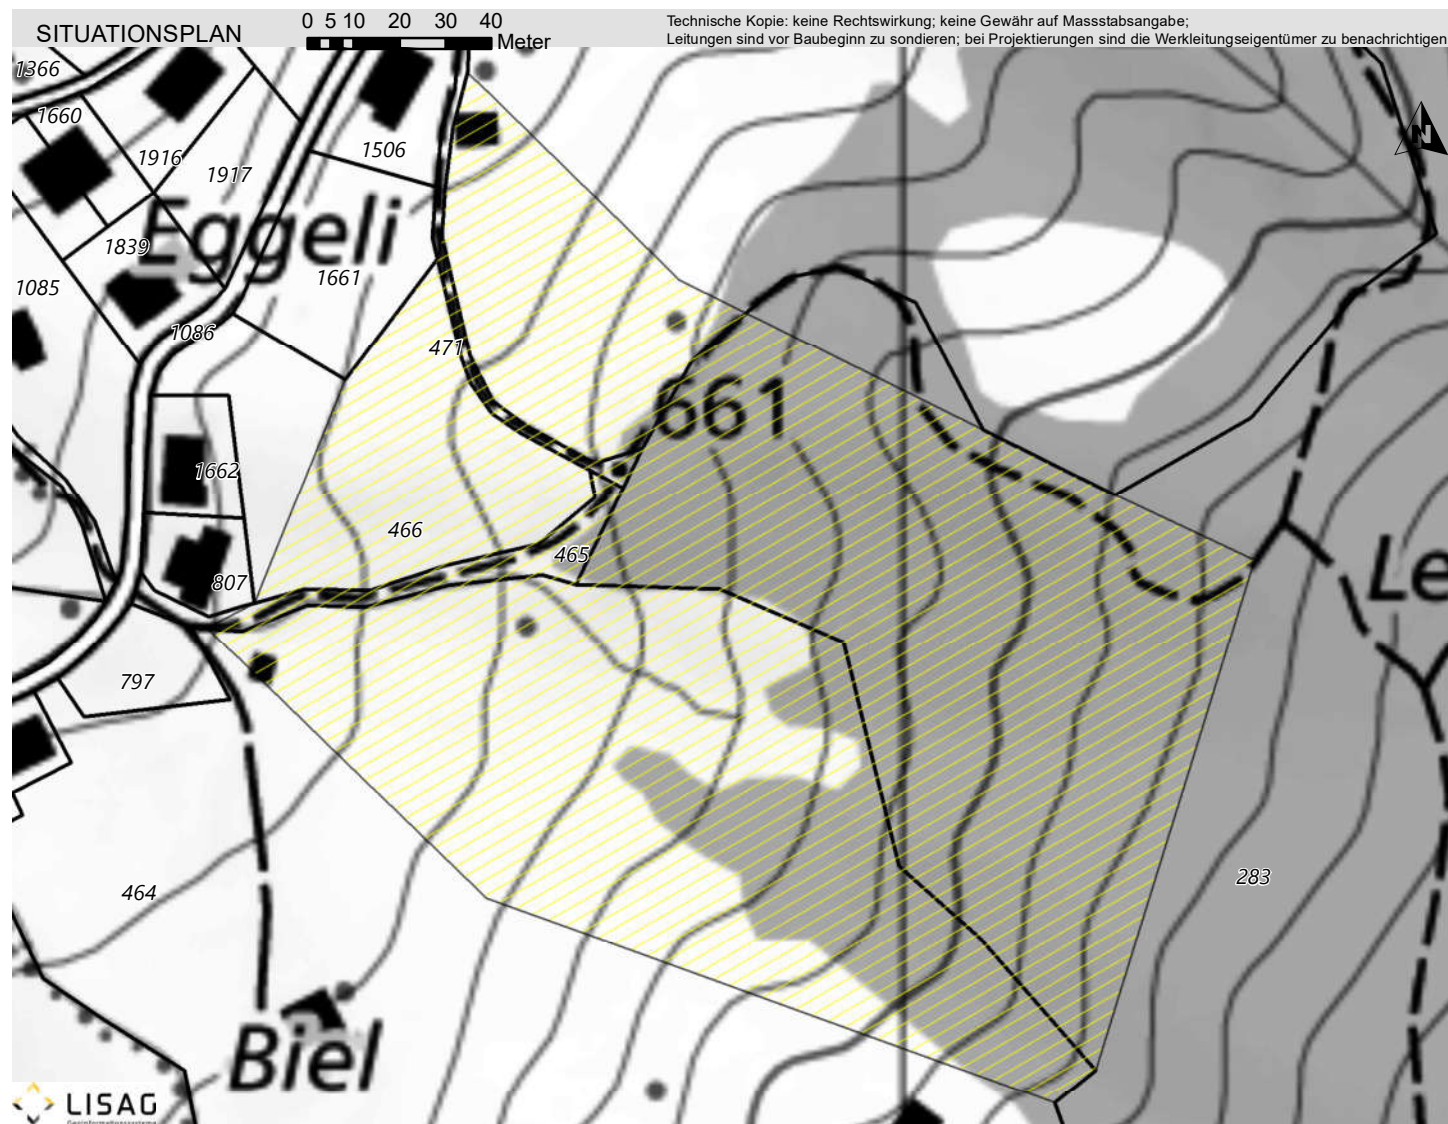 SITUATIONSPLAN
0 5 10 20 30 40
Meter
Technische Kopie: keine Rechtswirkung; keine Gewähr auf Massstabsangabe;
Leitungen sind vor Baubeginn zu sondieren; bei Projektierungen sind die Werkleitungseigentümer zu benachrichtigen
1366
1660
N
1916
1506
1917
Eggeli
1839
1661
1085
1086
471
661
1662
466
465
Le
807
797
283
464
Biel
LISAG
Geoinformationssysteme